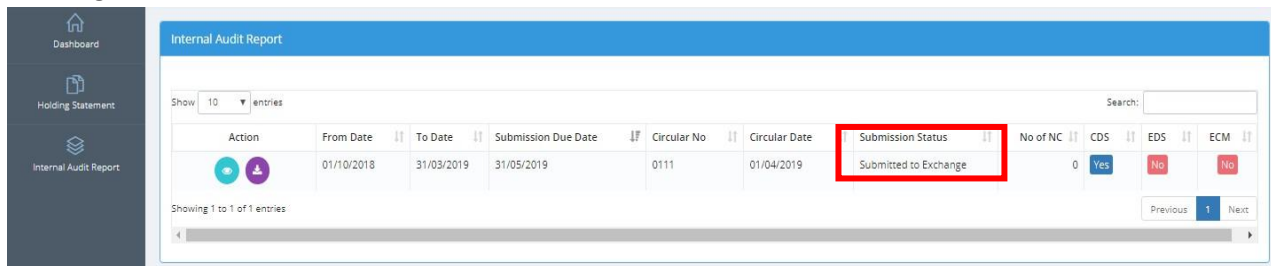 Dashboard
Holding Statement
Internal Audit Report
Internal Audit Report
Show 10 entries
Search:
Action From Date To Date Submission Due Date Circular No Circular Date Submission Status No of NC CDS EDS ECM
01/10/2018 31/03/2019 31/05/2019 0111 01/04/2019 Submitted to Exchange 0 Yes No No
Showing 1 to 1 of 1 entries
Previous 1 Next